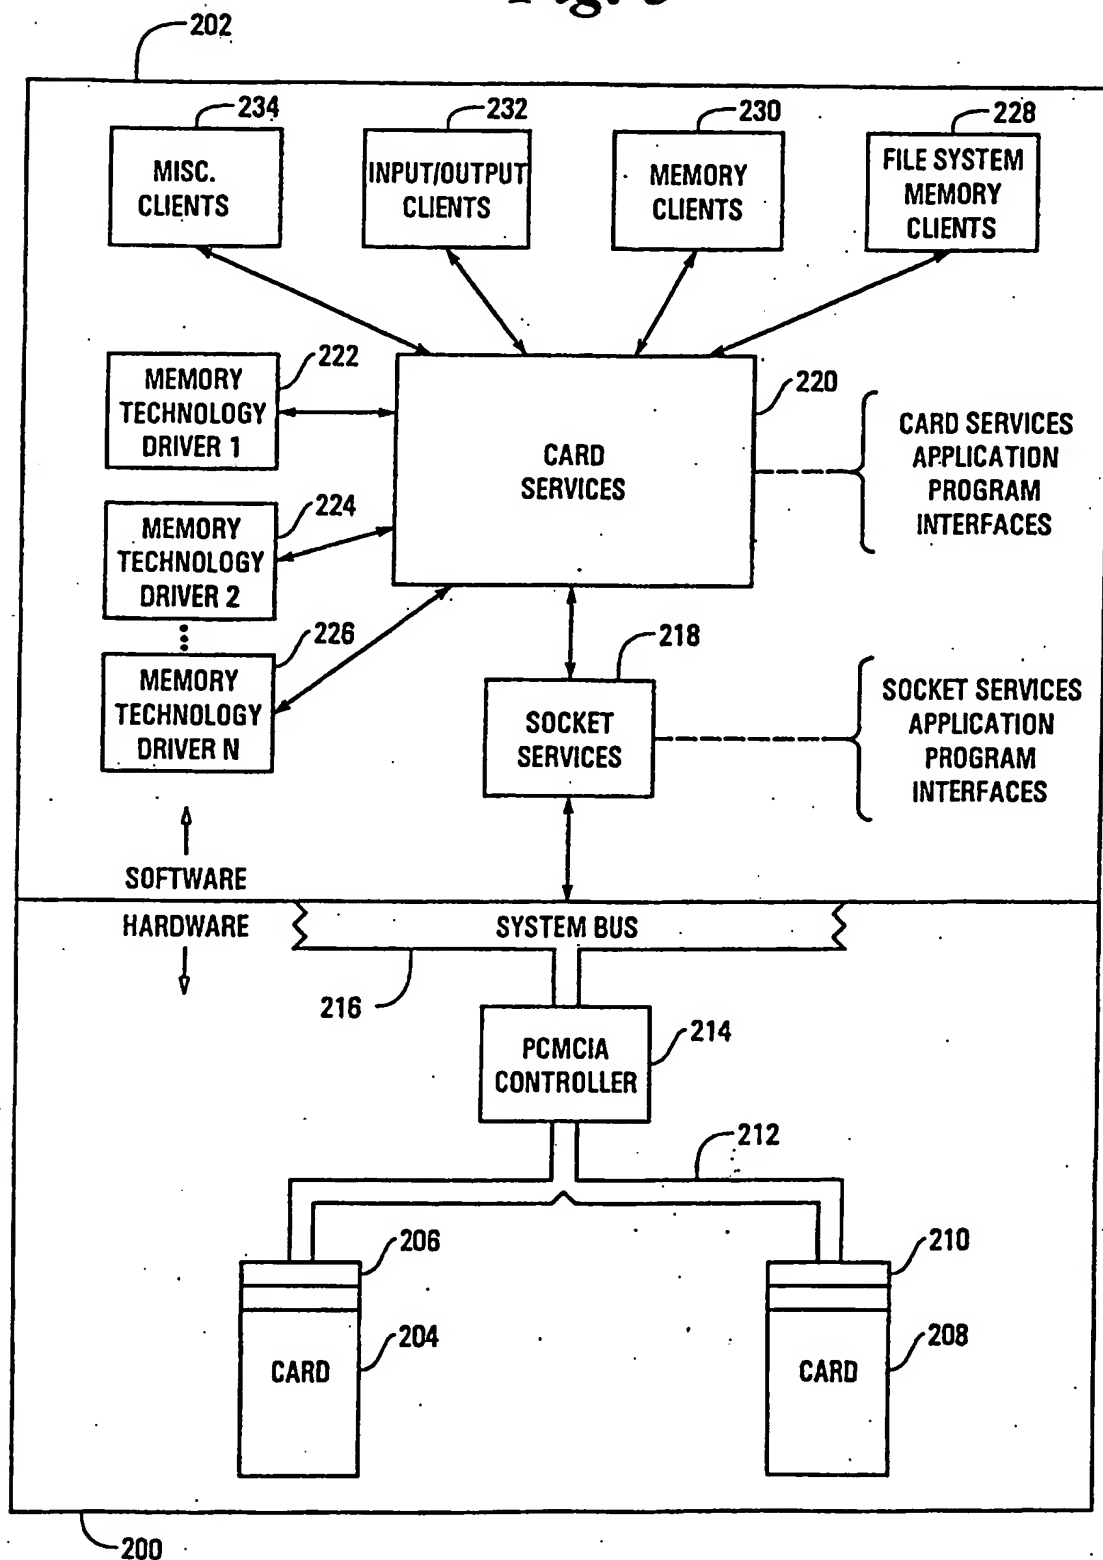 202
234
232
230
228
MISC.
CLIENTS
INPUT/OUTPUT
CLIENTS
MEMORY
CLIENTS
FILE SYSTEM
MEMORY
CLIENTS
222
MEMORY
TECHNOLOGY
DRIVER 1
220
CARD
SERVICES
CARD SERVICES
APPLICATION
PROGRAM
INTERFACES
224
MEMORY
TECHNOLOGY
DRIVER 2
226
MEMORY
TECHNOLOGY
DRIVER N
218
SOCKET
SERVICES
SOCKET SERVICES
APPLICATION
PROGRAM
INTERFACES
SOFTWARE
HARDWARE
SYSTEM BUS
216
PCMCIA
CONTROLLER
214
212
206
210
204
CARD
208
CARD
200